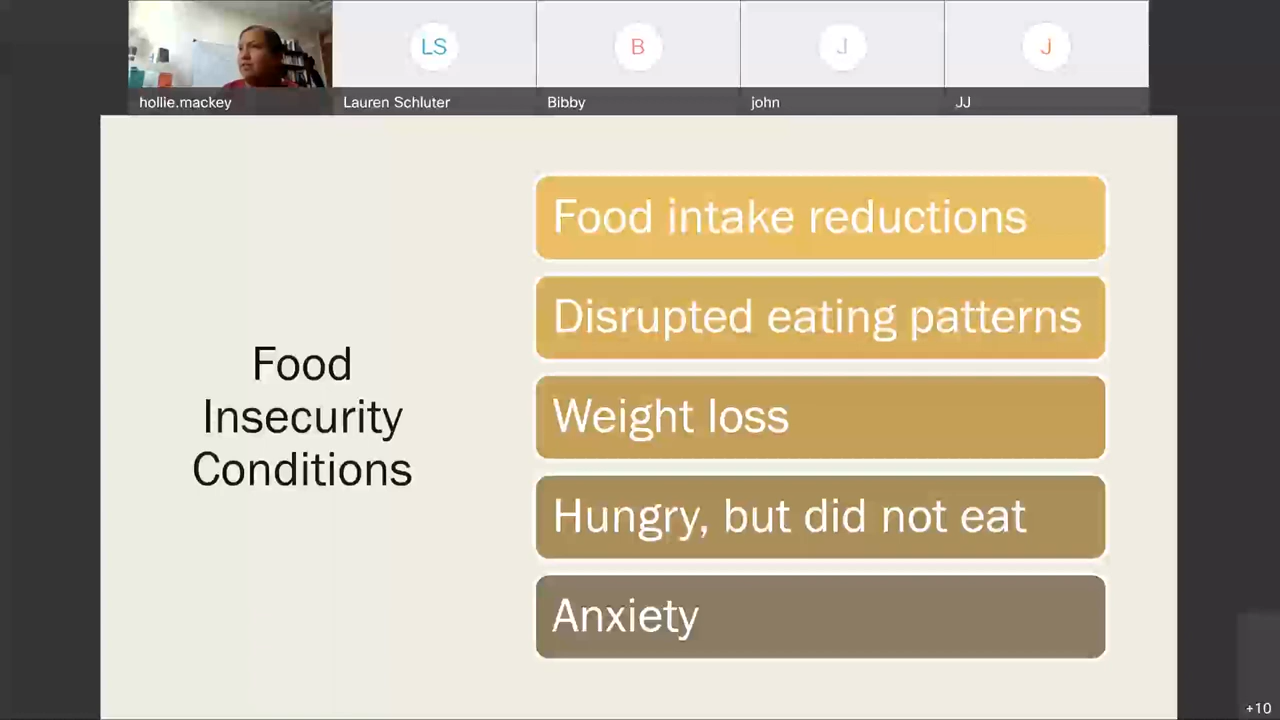 LS
B
J
J
hollie.mackey
Lauren Schluter
Bibby
john
JJ
Food
Insecurity
Conditions
Food intake reductions
Disrupted eating patterns
Weight loss
Hungry, but did not eat
Anxiety
+10